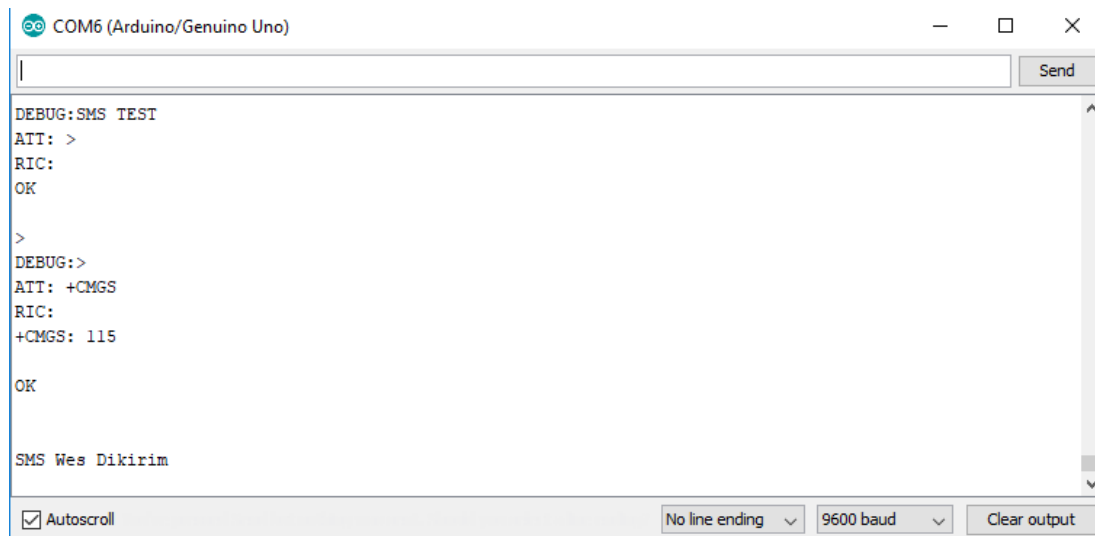 COM6 (Arduino/Genuino Uno)
Send
DEBUG:SMS TEST
ATT: >
RIC:
OK
>
DEBUG:>
ATT: +CMGS
RIC:
+CMGS: 115
OK
SMS Wes Dikirim
Autoscroll
No line ending
9600 baud
Clear output